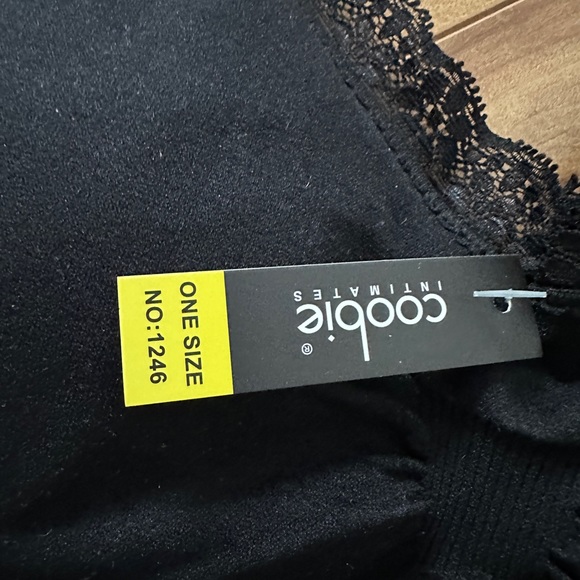 coobie®
INTIMATES
ONE SIZE
NO:1246